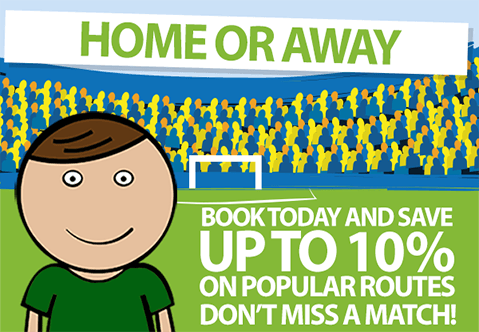 HOME OR AWAY
BOOK TODAY AND SAVE
UP TO 10%
ON POPULAR ROUTES
DON'T MISS A MATCH!